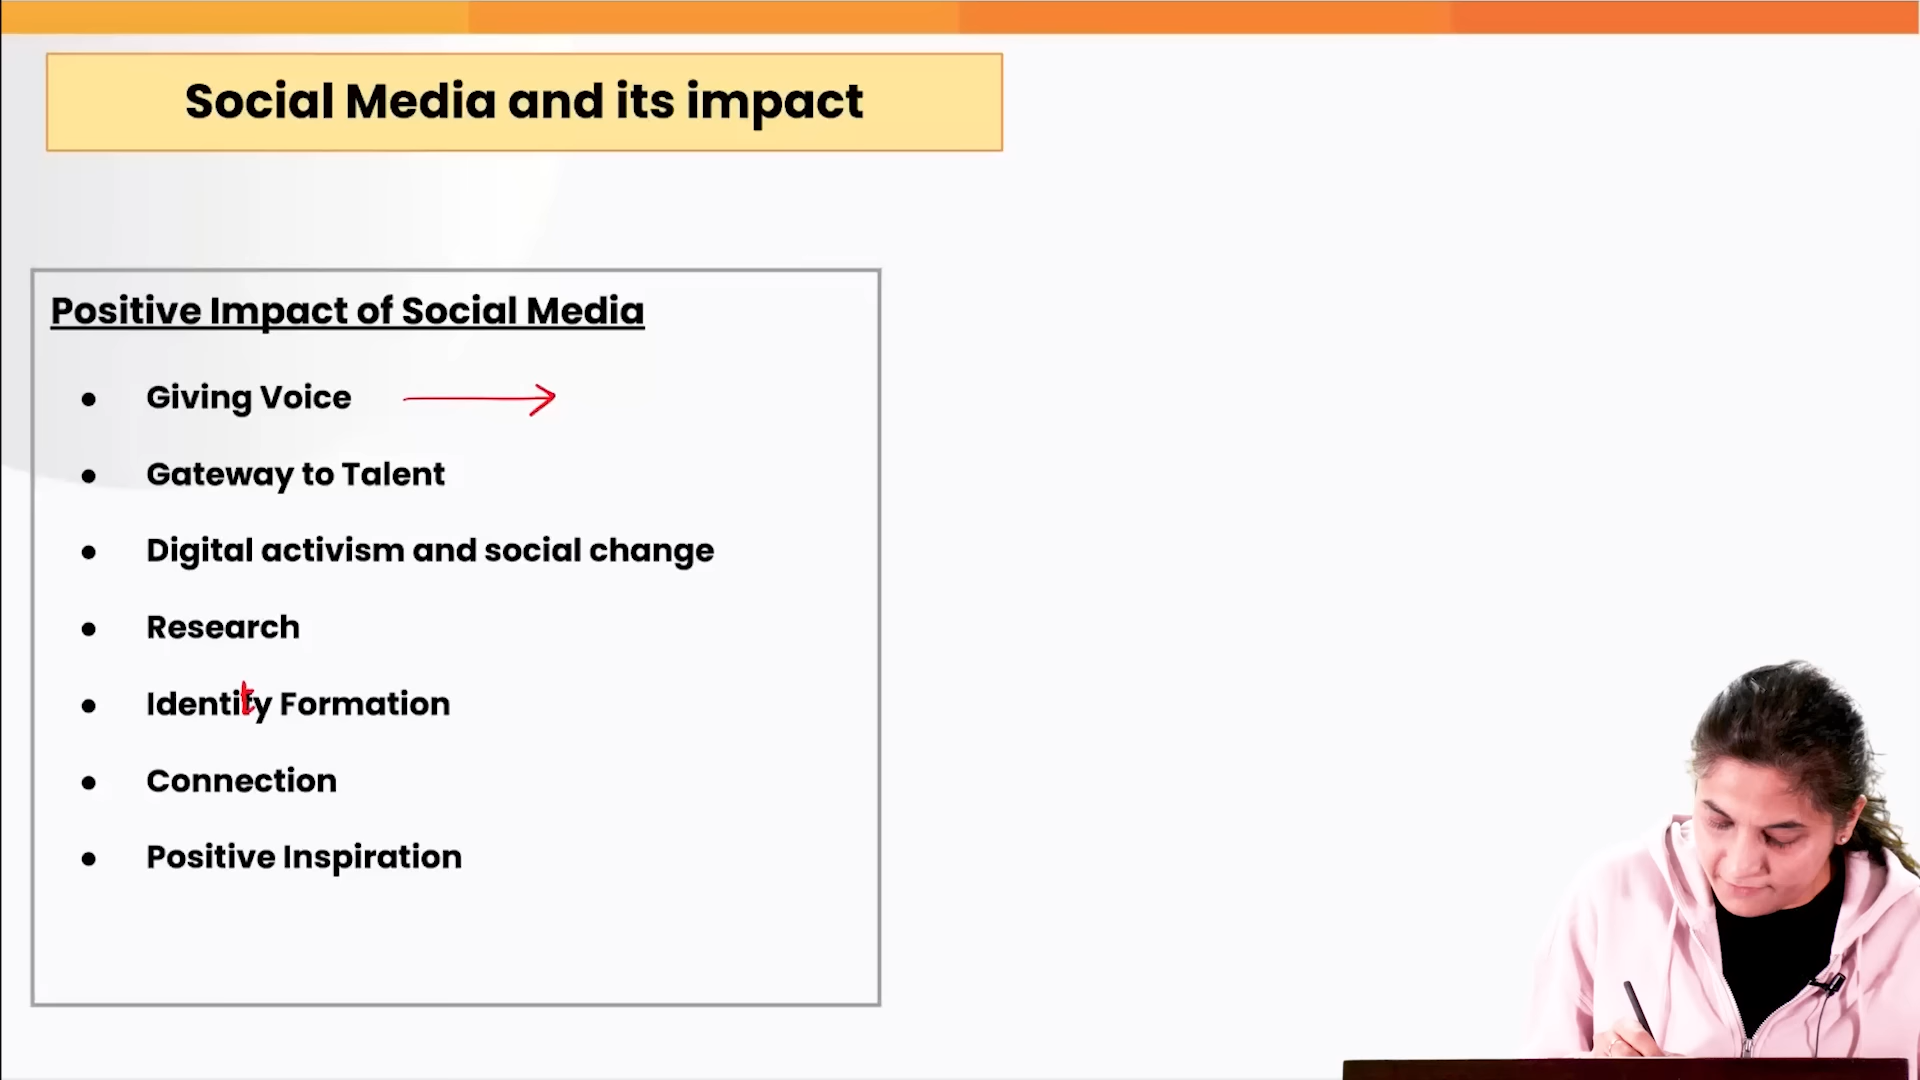 Social Media and its impact
Positive Impact of Social Media
● Giving Voice
● Gateway to Talent
● Digital activism and social change
● Research
● Identity Formation
● Connection
● Positive Inspiration